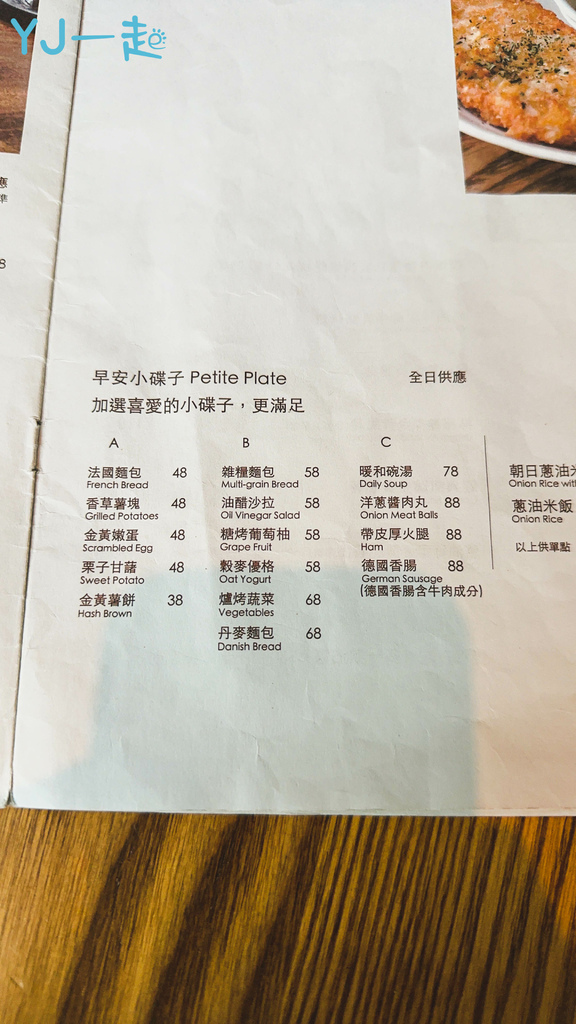 YJ一起
早安小碟子 Petite Plate 全日供應
加選喜愛的小碟子，更滿足
A
法國麵包 48
French Bread
香草薯塊 48
Grilled Potatoes
金黃嫩蛋 48
Scrambled Egg
栗子甘藷 48
Sweet Potato
金黃薯餅 38
Hash Brown
B
雜糧麵包 58
Multi-grain Bread
油醋沙拉 58
Oil Vinegar Salad
糖烤葡萄柚 58
Grape Fruit
穀麥優格 58
Oat Yogurt
爐烤蔬菜 68
Vegetables
丹麥麵包 68
Danish Bread
C
暖和碗湯 78
Daily Soup
洋蔥醬肉丸 88
Onion Meat Balls
帶皮厚火腿 88
Ham
德國香腸 88
German Sausage
(德國香腸含牛肉成分)
朝日蔥油
Onion Rice
蔥油米飯
Onion Rice
以上供單點